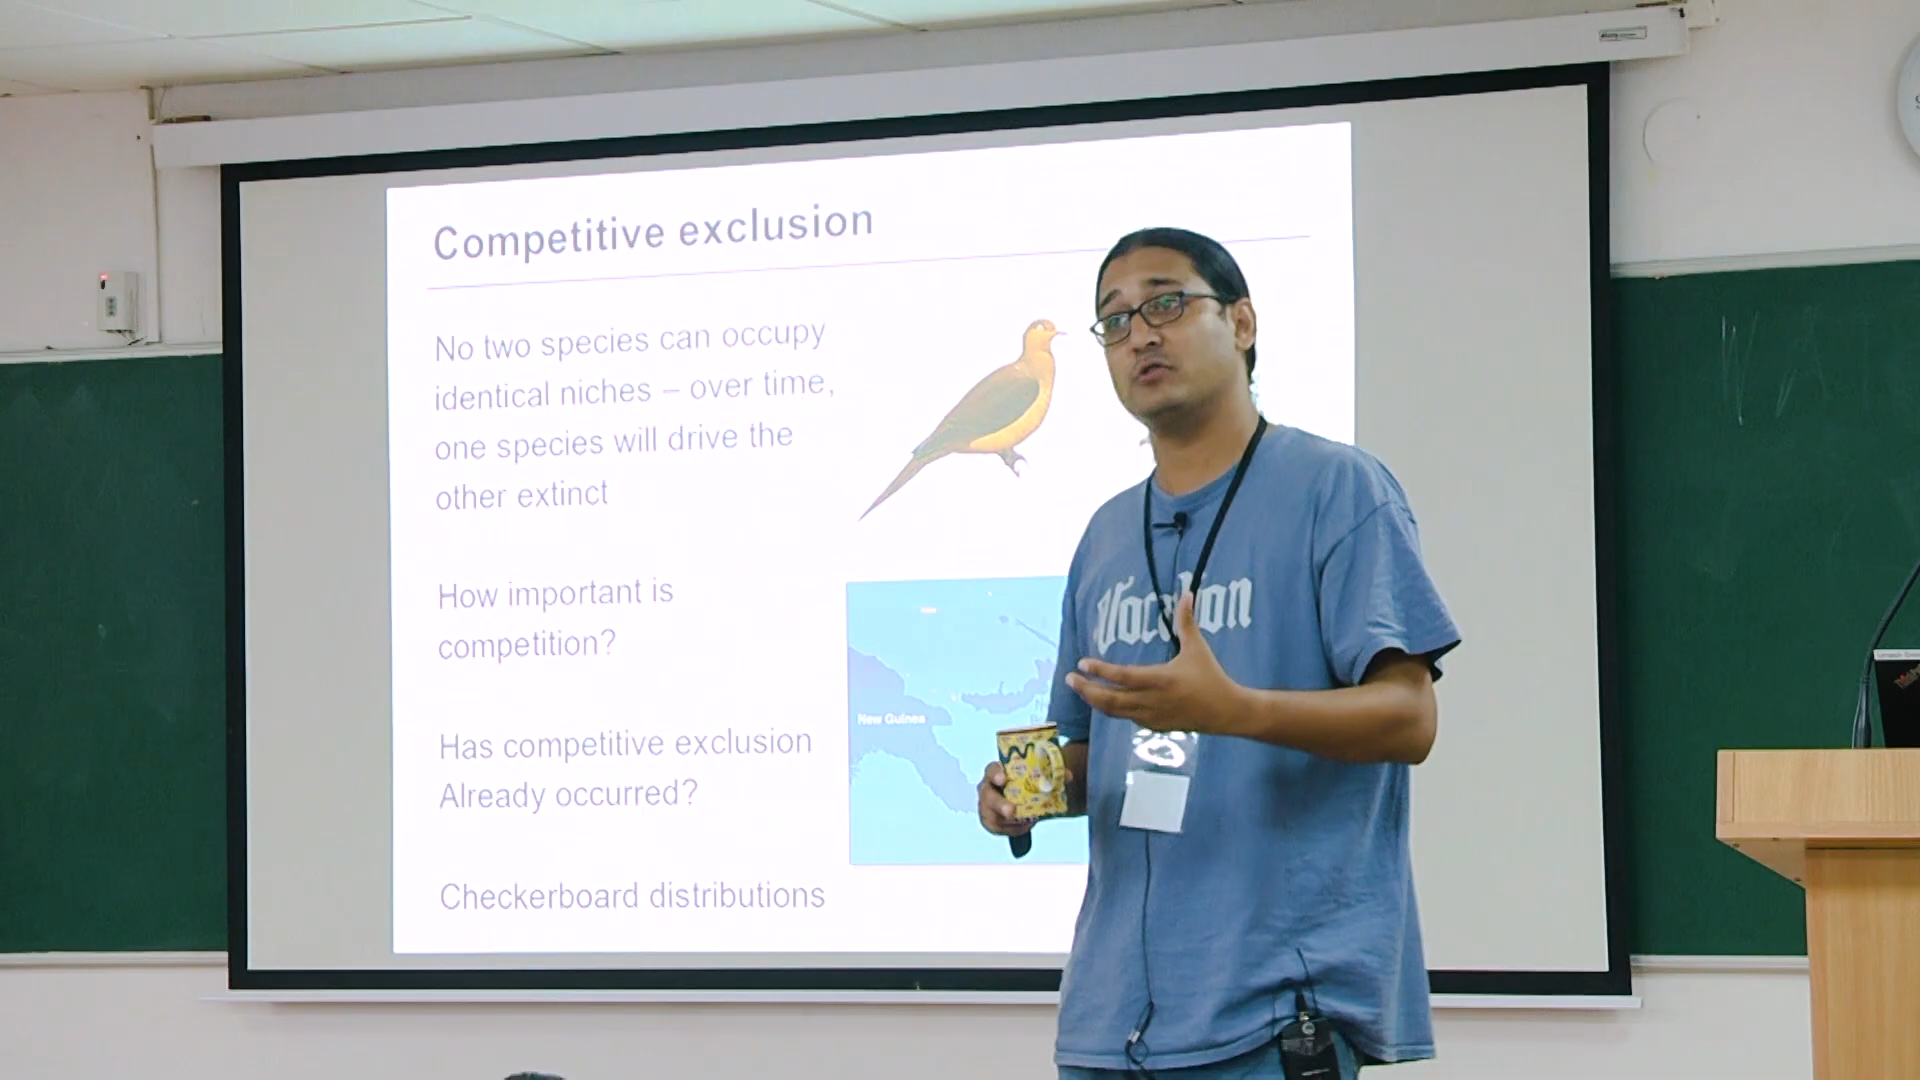 Competitive exclusion
No two species can occupy
identical niches – over time,
one species will drive the
other extinct
How important is
competition?
Has competitive exclusion
Already occurred?
Checkerboard distributions
New Guinea